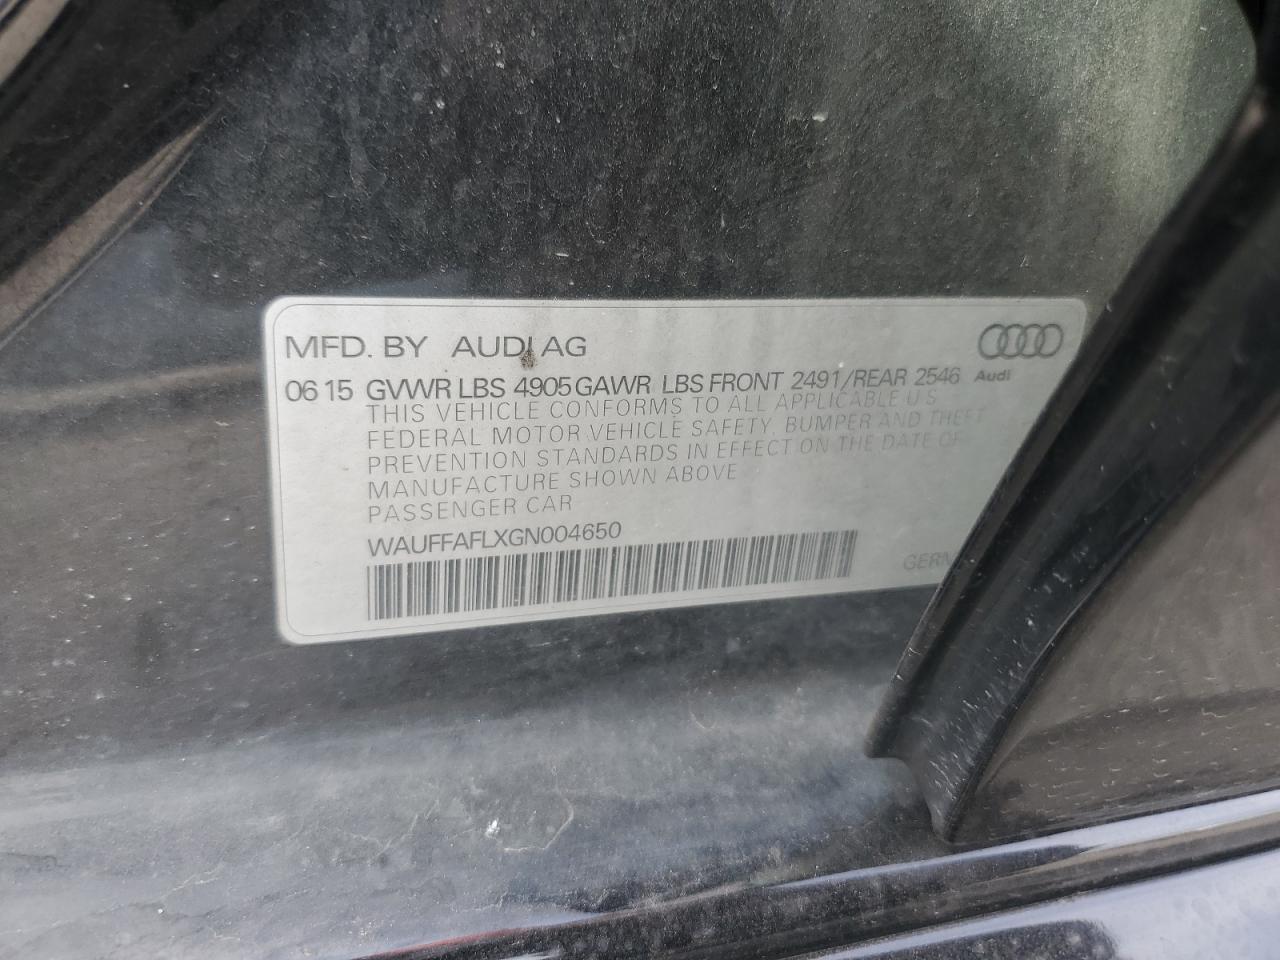 MFD. BY AUDI AG
06 15 GVWR LBS 4905 GAWR LBS FRONT 2491/REAR 2546
Audi
THIS VEHICLE CONFORMS TO ALL APPLICABLE U S
FEDERAL MOTOR VEHICLE SAFETY, BUMPER AND THEFT
PREVENTION STANDARDS IN EFFECT ON THE DATE OF
MANUFACTURE SHOWN ABOVE
PASSENGER CAR
WAUFFAFLXGN004650